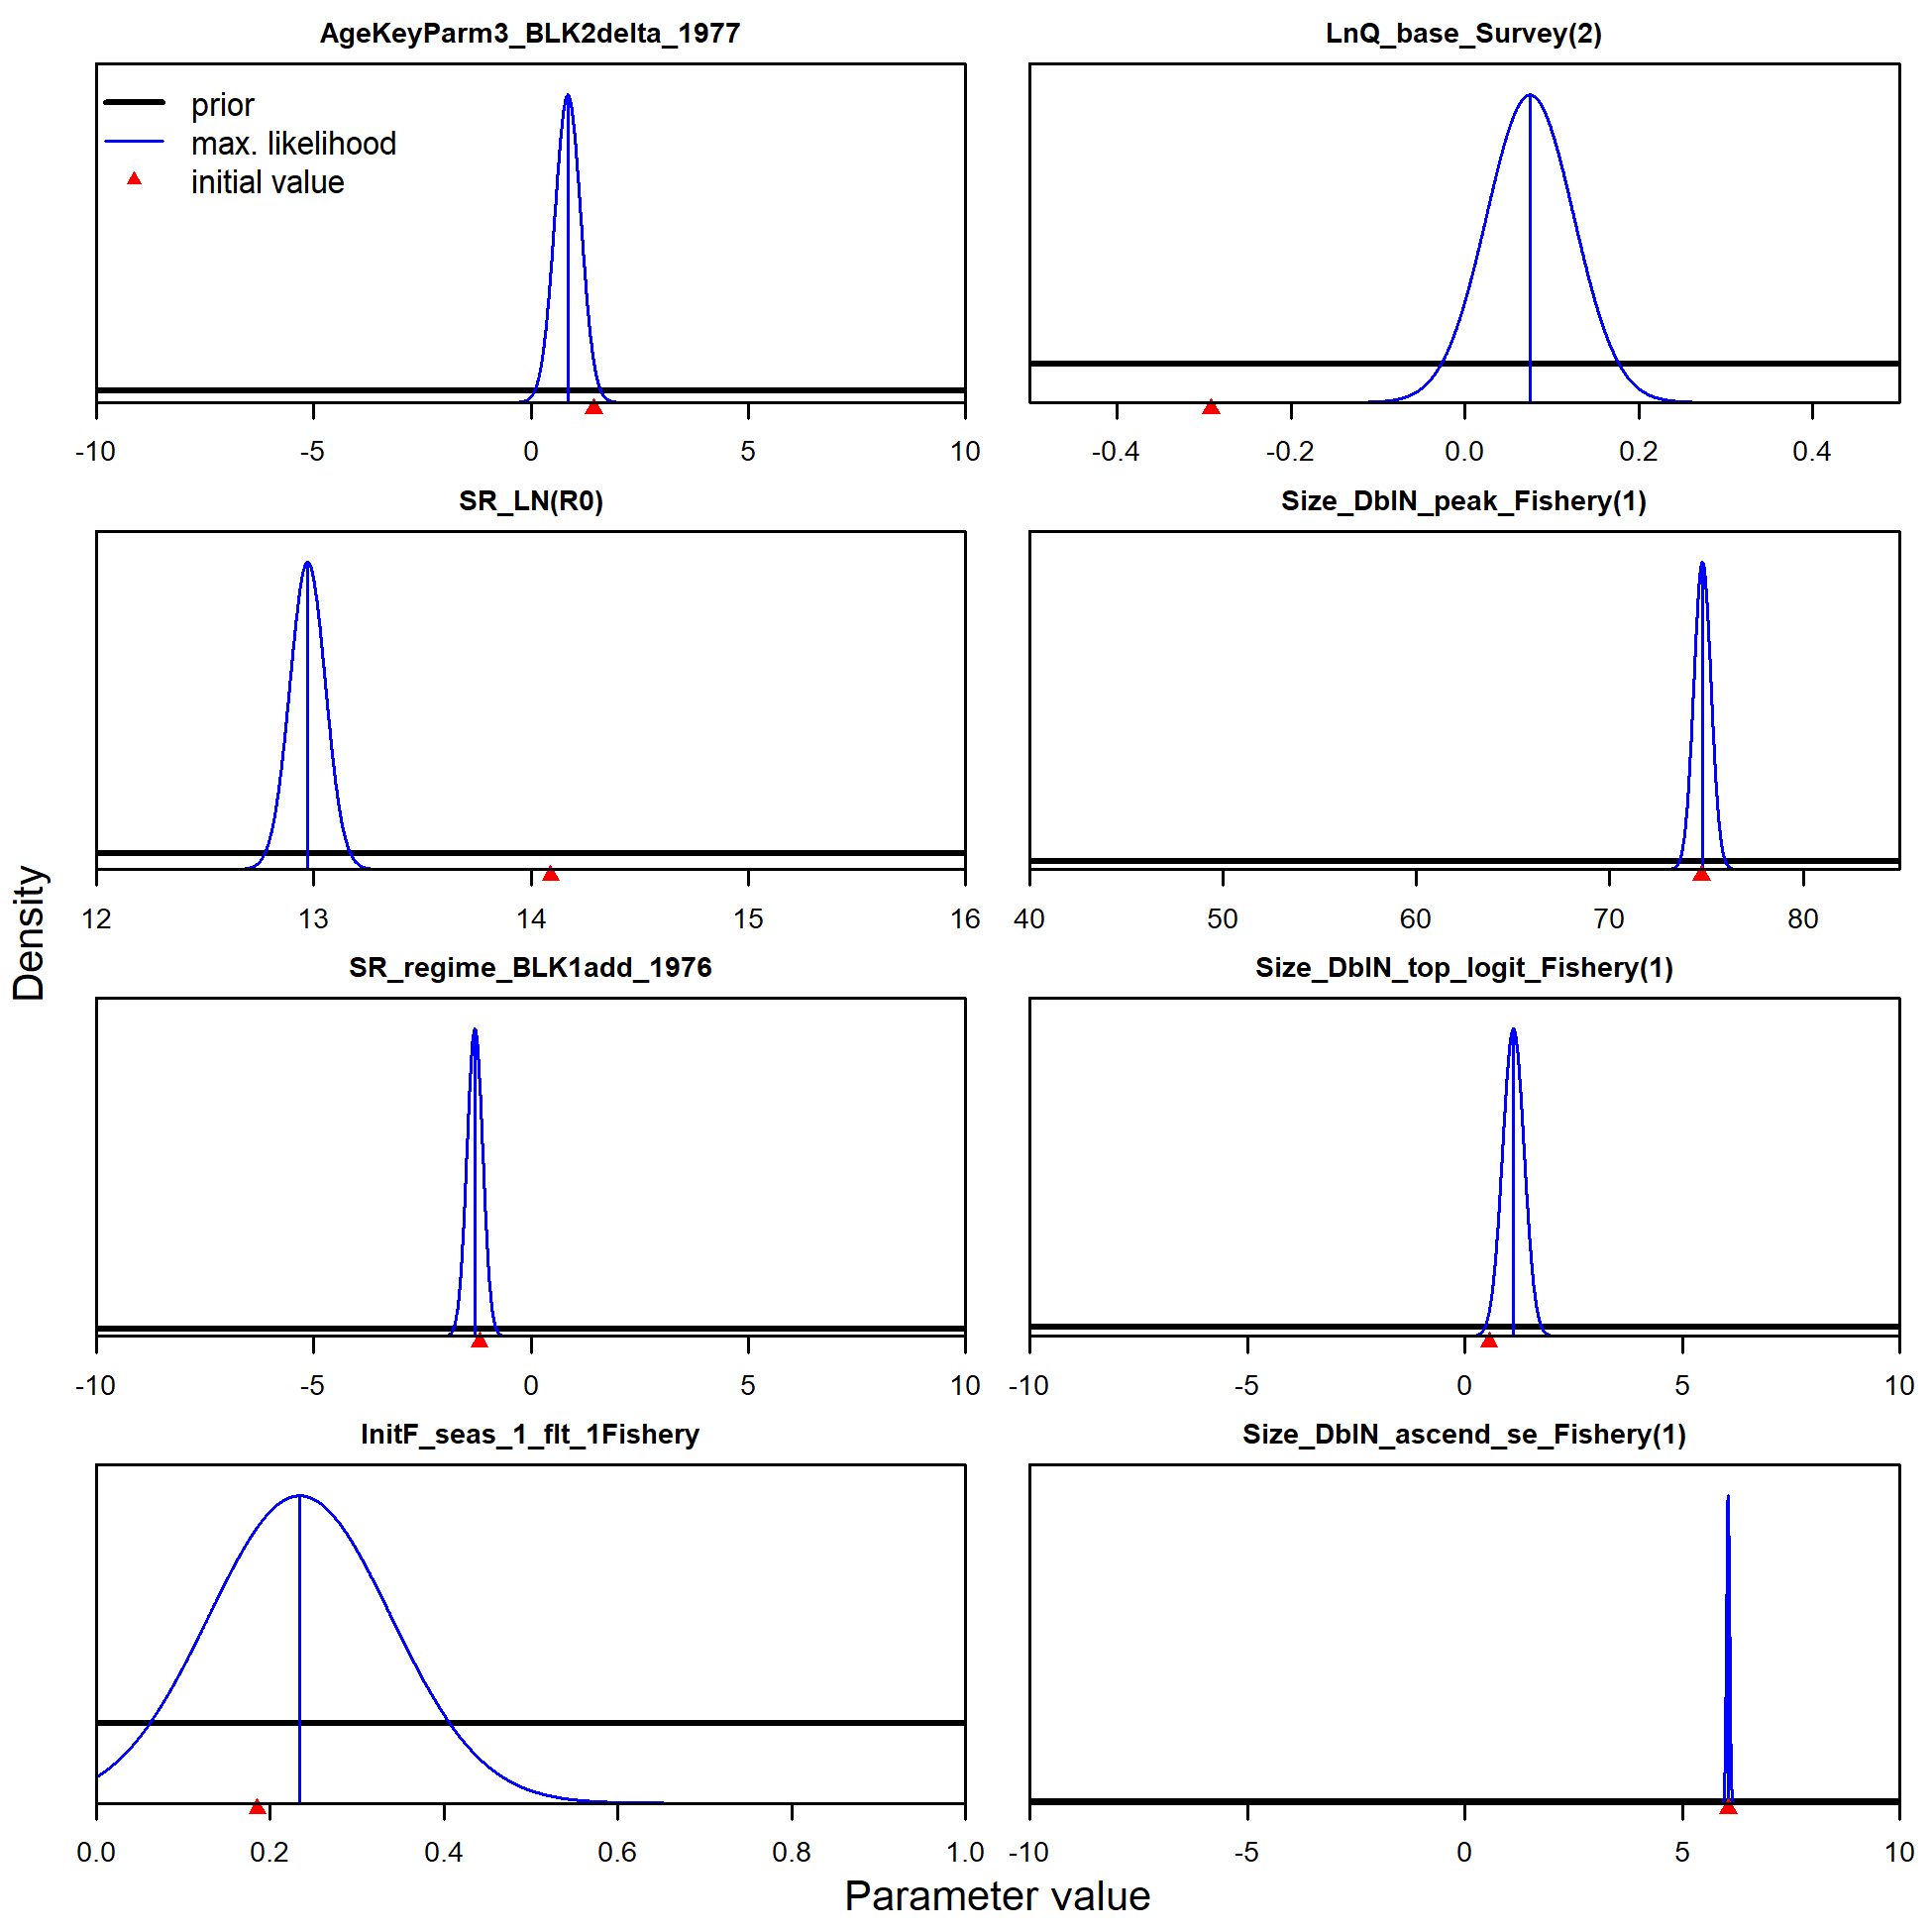 AgeKeyParm3_BLK2delta_1977
prior
max. likelihood
initial value
-10 -5 0 5 10
LnQ_base_Survey(2)
-0.4 -0.2 0.0 0.2 0.4
SR_LN(R0)
12 13 14 15 16
Size_DblN_peak_Fishery(1)
40 50 60 70 80
SR_regime_BLK1add_1976
-10 -5 0 5 10
Size_DblN_top_logit_Fishery(1)
-10 -5 0 5 10
InitF_seas_1_flt_1Fishery
0.0 0.2 0.4 0.6 0.8 1.0
Size_DblN_ascend_se_Fishery(1)
-10 -5 0 5 10
Density
Parameter value